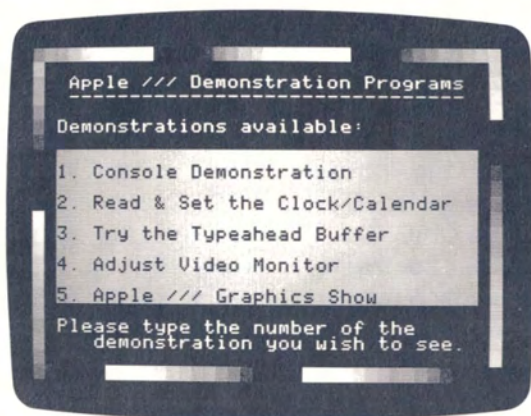 Apple /// Demonstration Programs
Demonstrations available:
1. Console Demonstration
2. Read & Set the Clock/Calendar
3. Try the Typeahead Buffer
4. Adjust Video Monitor
5. Apple /// Graphics Show
Please type the number of the
demonstration you wish to see.